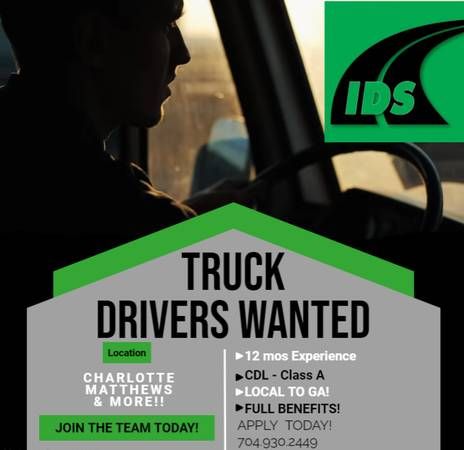 IDS
TRUCK
DRIVERS WANTED
Location
CHARLOTTE
MATTHEWS
& MORE!!
JOIN THE TEAM TODAY!
12 mos Experience
CDL - Class A
LOCAL TO GA!
FULL BENEFITS!
APPLY TODAY!
704.930.2449